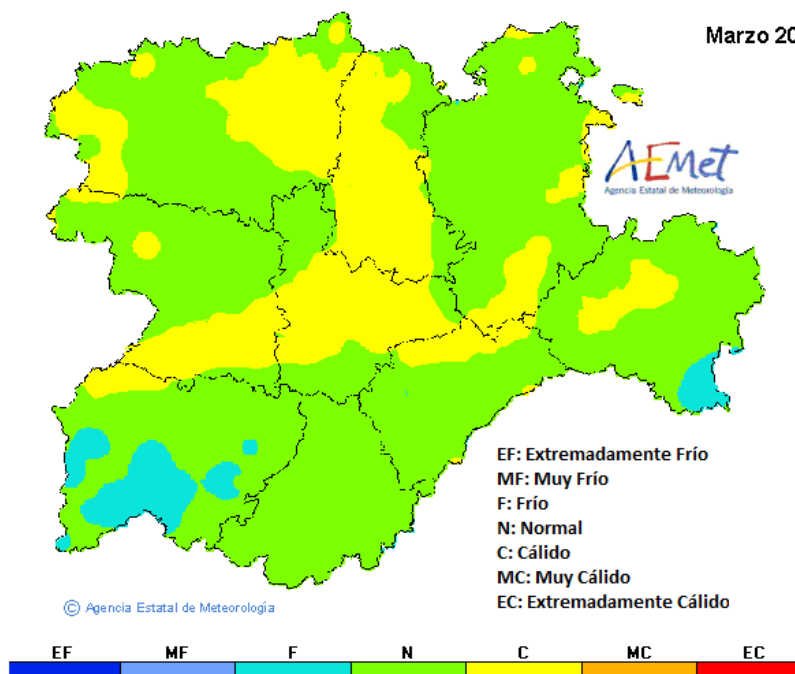 Marzo 20
AEMet
Agencia Estatal de Meteorología
EF: Extremadamente Frío
MF: Muy Frío
F: Frío
N: Normal
C: Cálido
MC: Muy Cálido
EC: Extremadamente Cálido
© Agencia Estatal de Meteorología
EF MF F N C MC EC